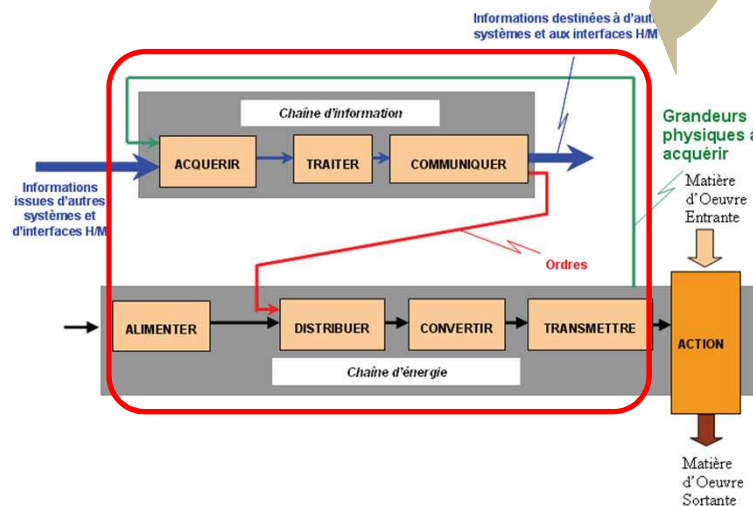 Informations destinées à d'aut
systèmes et aux interfaces H/M
Chaîne d'information
Grandeurs
physiques à
acquérir
ACQUERIR
TRAITER
COMMUNIQUER
Informations
issues d'autres
systèmes et
d'interfaces H/M
Matière
d'Oeuvre
Entrante
Ordres
ALIMENTER
DISTRIBUER
CONVERTIR
TRANSMETTRE
ACTION
Chaîne d'énergie
Matière
d'Oeuvre
Sortante